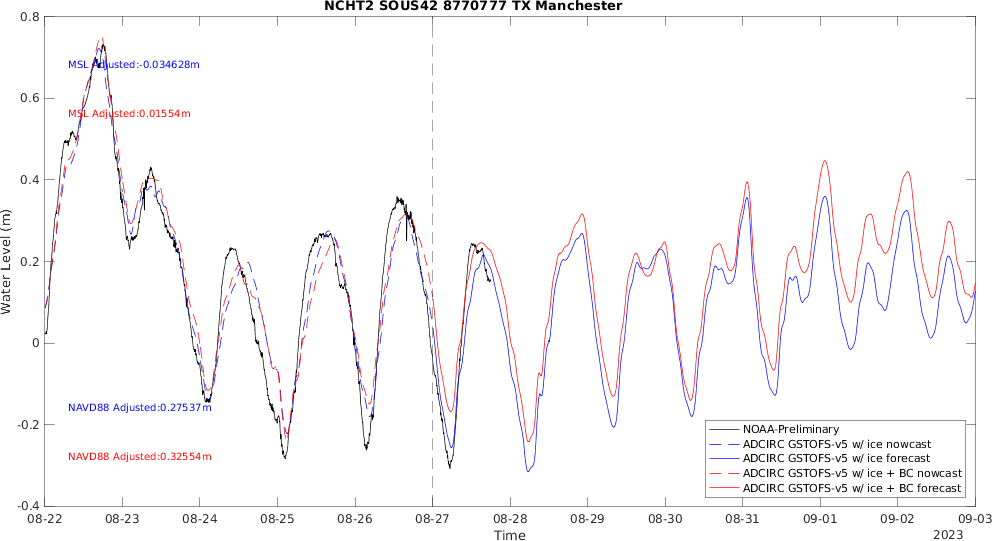 NCHT2 SOUS42 8770777 TX Manchester
Water Level (m)
0.8
0.6
0.4
0.2
0
-0.2
-0.4
MSL Adjusted:-0.034628m
MSL Adjusted:0.01554m
NAVD88 Adjusted:0.27537m
NAVD88 Adjusted:0.32554m
NOAA-Preliminary
ADCIRC GSTOFS-v5 w/ ice nowcast
ADCIRC GSTOFS-v5 w/ ice forecast
ADCIRC GSTOFS-v5 w/ ice + BC nowcast
ADCIRC GSTOFS-v5 w/ ice + BC forecast
08-22 08-23 08-24 08-25 08-26 08-27 08-28 08-29 08-30 08-31 09-01 09-02 09-03
Time
2023